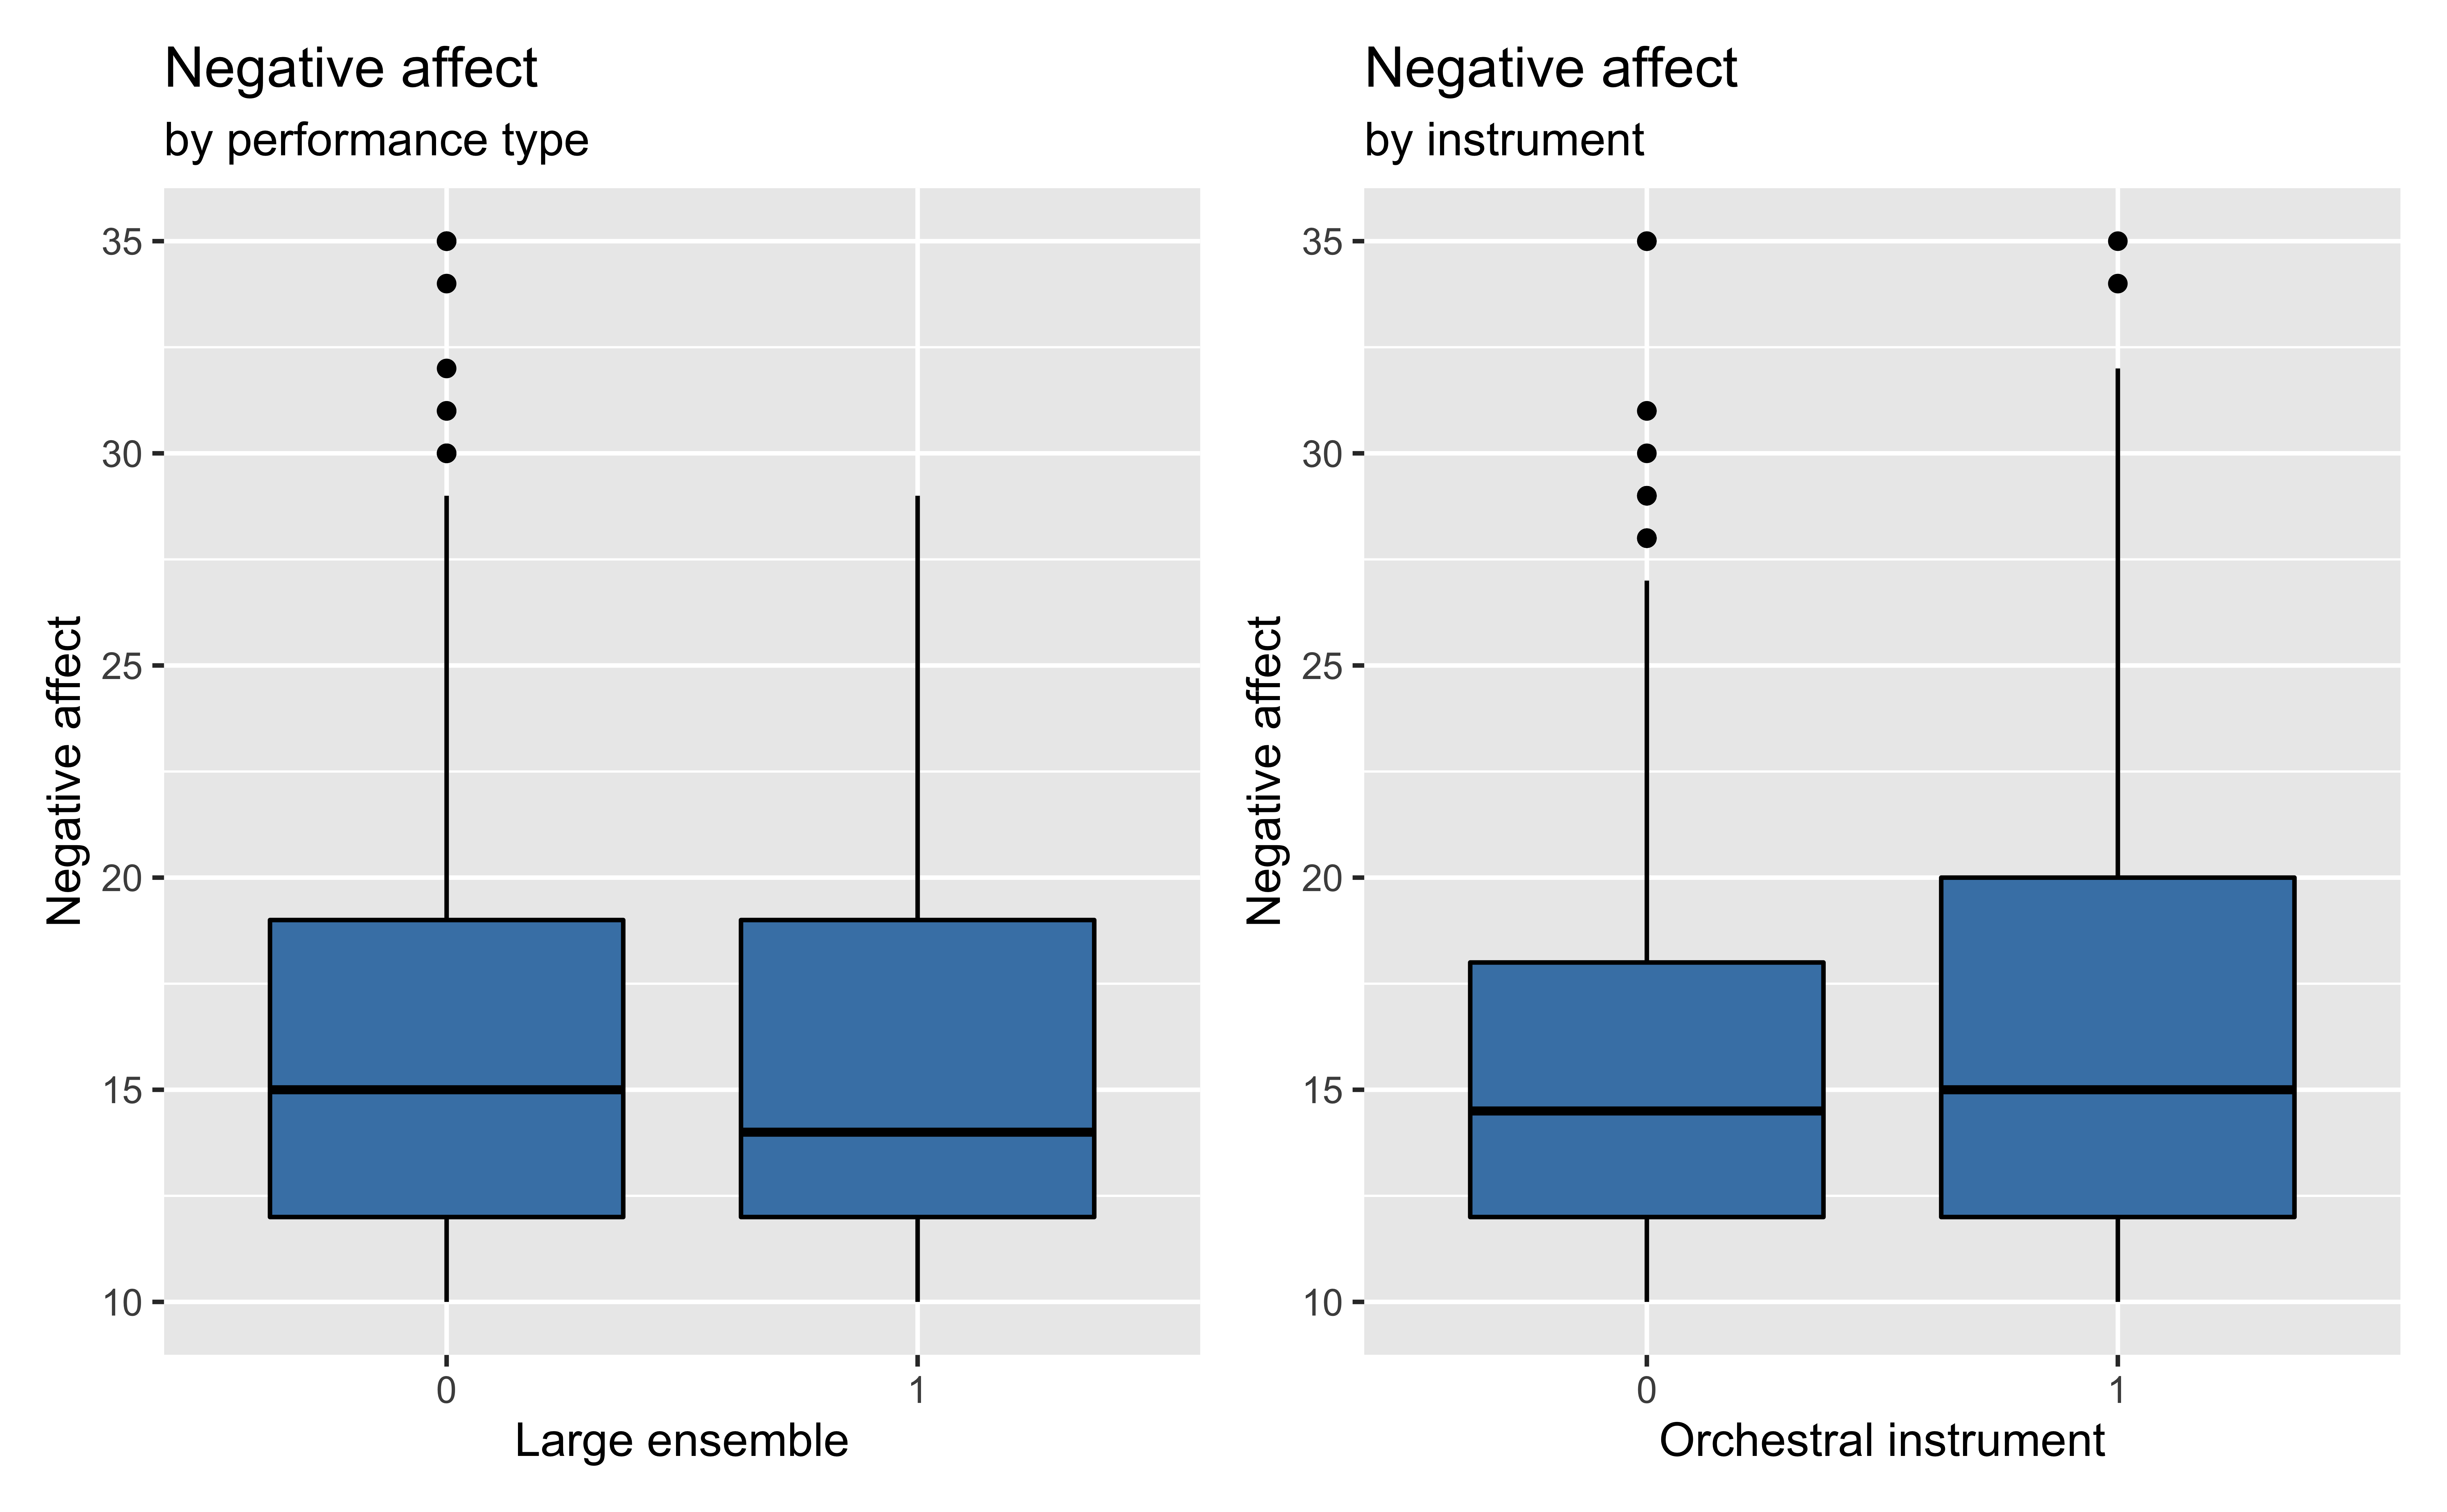 Negative affect
by performance type
Negative affect
35
30
25
20
15
10
0
1
Large ensemble
Negative affect
by instrument
Negative affect
35
30
25
20
15
10
0
1
Orchestral instrument